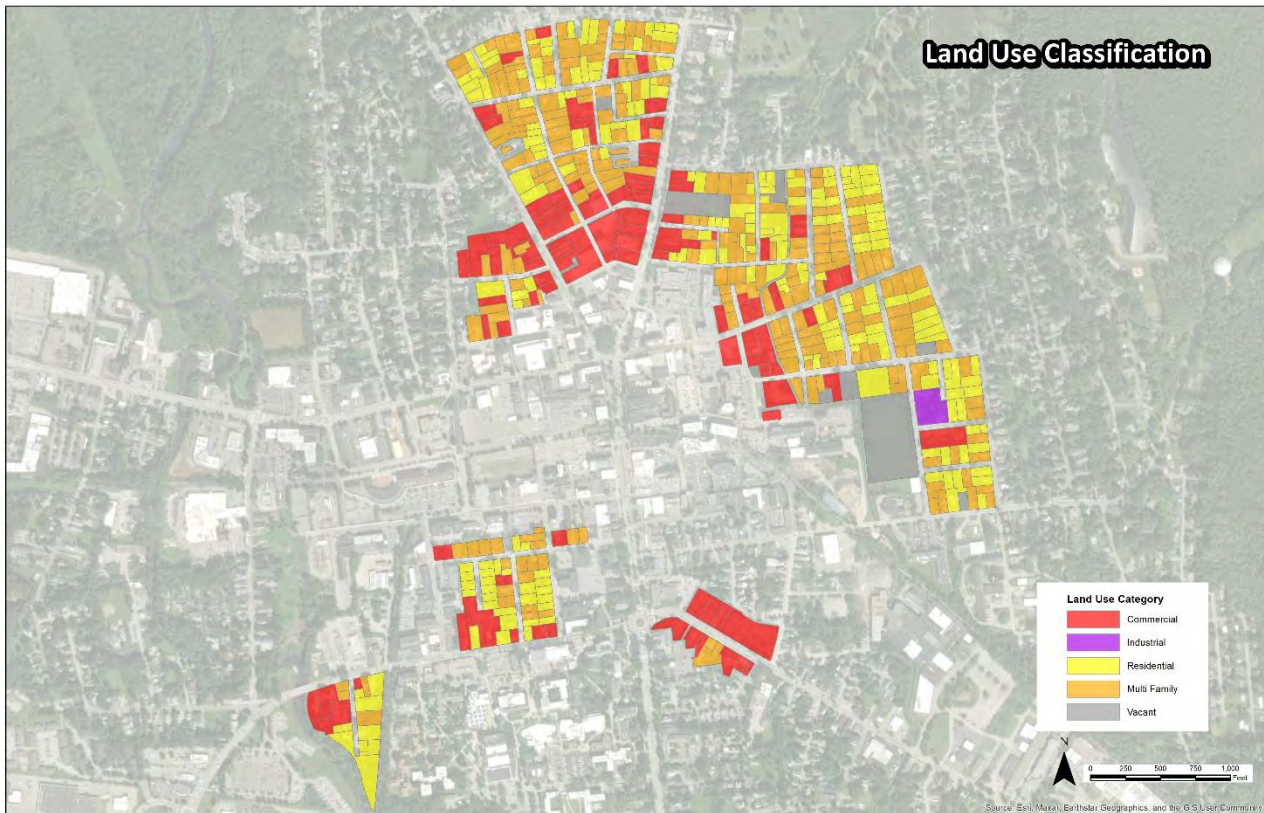 Land Use Classification
Land Use Category
Commercial
Industrial
Residential
Multi Family
Vacant
N
0 250 500 750 1,000
Feet
Source: Esri, Maxar, Earthstar Geographics, and the GIS User Community